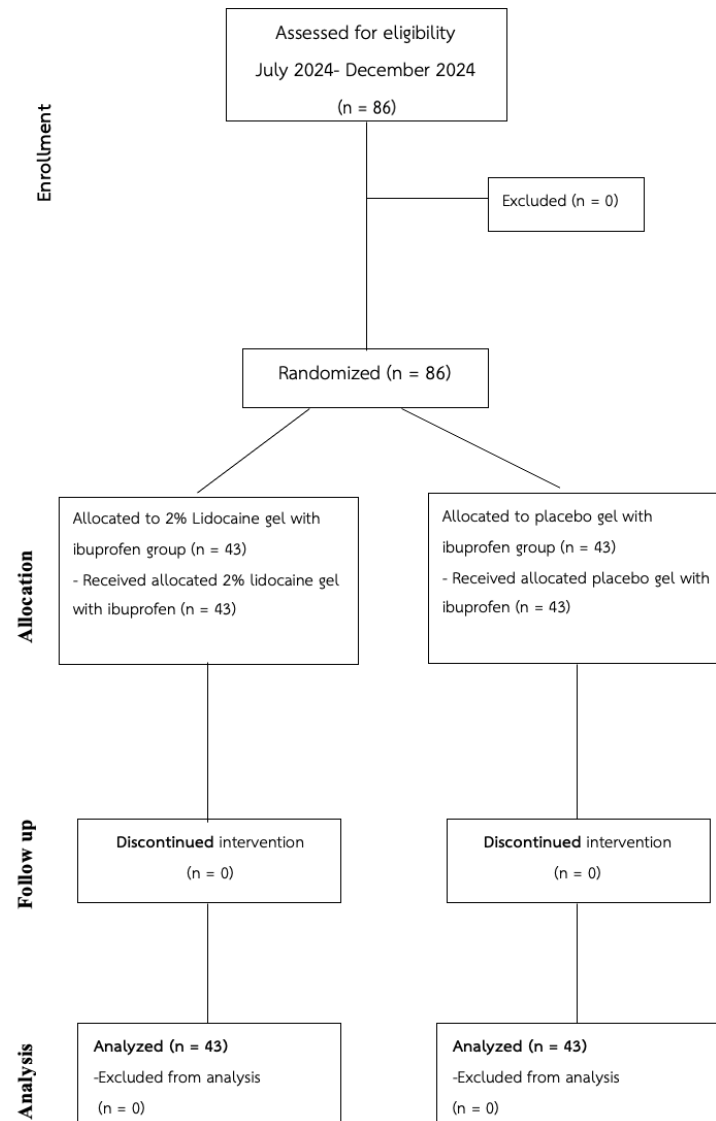 Assessed for eligibility
July 2024- December 2024
(n = 86)
Enrollment
Excluded (n = 0)
Randomized (n = 86)
Allocation
Allocated to 2% Lidocaine gel with
ibuprofen group (n = 43)
- Received allocated 2% lidocaine gel
with ibuprofen (n = 43)
Allocated to placebo gel with
ibuprofen group (n = 43)
- Received allocated placebo gel with
ibuprofen (n = 43)
Follow up
Discontinued intervention
(n = 0)
Discontinued intervention
(n = 0)
Analysis
Analyzed (n = 43)
-Excluded from analysis
(n = 0)
Analyzed (n = 43)
-Excluded from analysis
(n = 0)